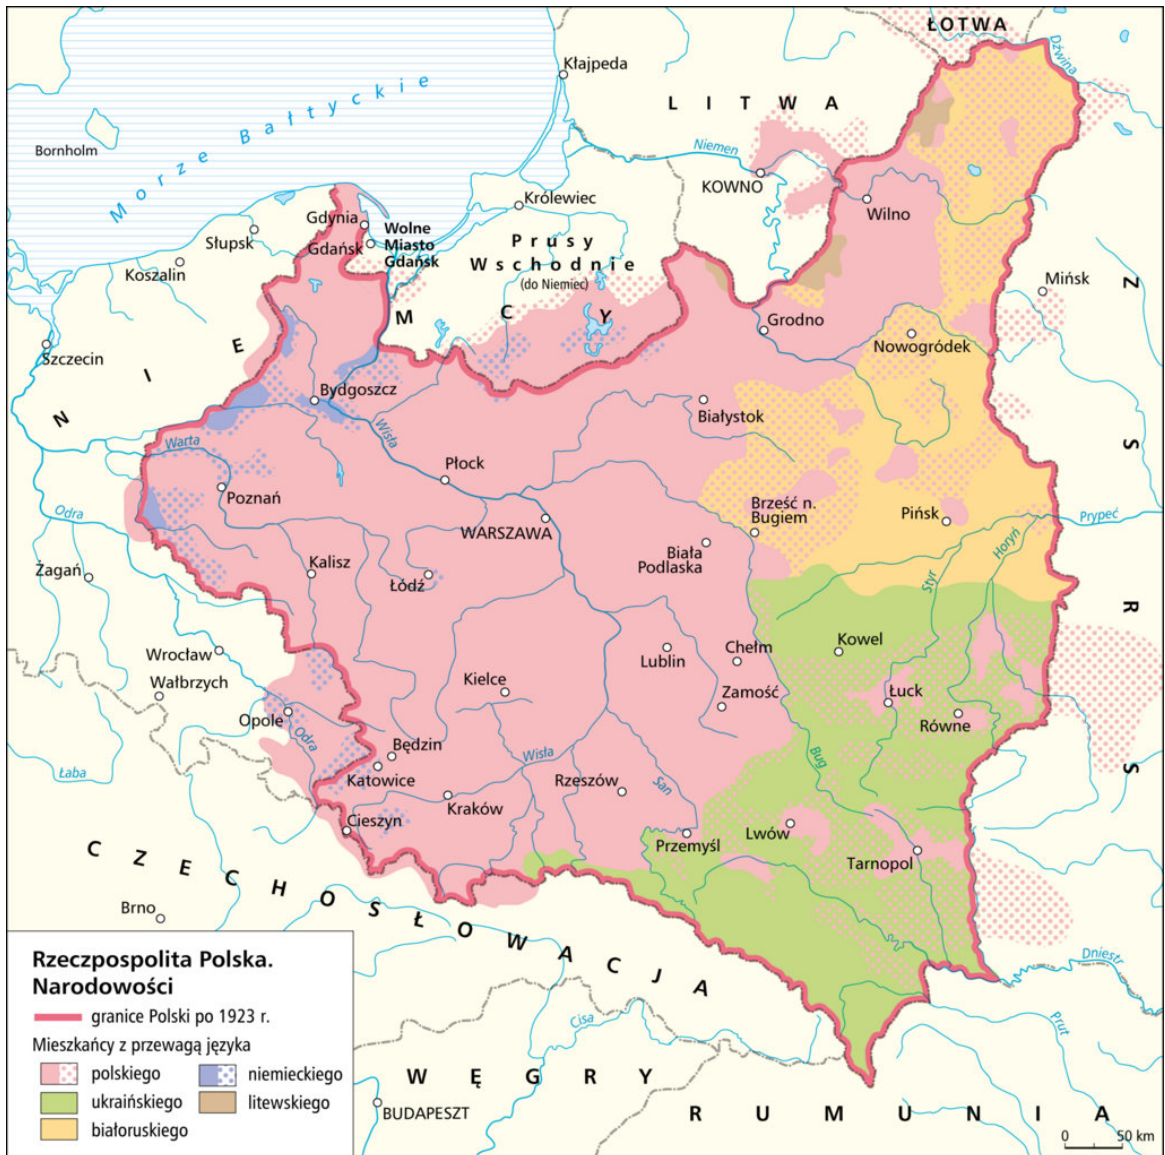 ŁOTWA
Dźwina
Kłajpeda
LITWA
Morze Bałtyckie
Bornholm
Niemen
KOWNO
Wilno
Królewiec
Gdynia
Gdańsk
Wolne
Miasto
Gdańsk
Słupsk
Koszalin
Prusy
Wschodnie
(do Niemiec)
Mińsk
Grodno
Nowogródek
Szczecin
NIEMCY
Bydgoszcz
Białystok
Wisła
Warta
Płock
Poznań
WARSZAWA
Brześć n.
Bugiem
Pińsk
Prypeć
Odra
Horyń
Biała
Podlaska
Kalisz
Łódź
Żagań
Styr
ZSRS
Wrocław
Lublin
Chełm
Kowel
Wałbrzych
Kielce
Zamość
Łuck
Równe
Opole
Odra
Będzin
Wisła
Bug
Łaba
Katowice
Rzeszów
San
Kraków
Cieszyn
Przemyśl
Lwów
Tarnopol
CZECHOSŁOWACJA
Brno
Dniestr
Cisa
Prut
WĘGRY
BUDAPESZT
RUMUNIA
Rzeczpospolita Polska.
Narodowości
granice Polski po 1923 r.
Mieszkańcy z przewagą języka
polskiego
niemieckiego
ukraińskiego
litewskiego
białoruskiego
0 50 km